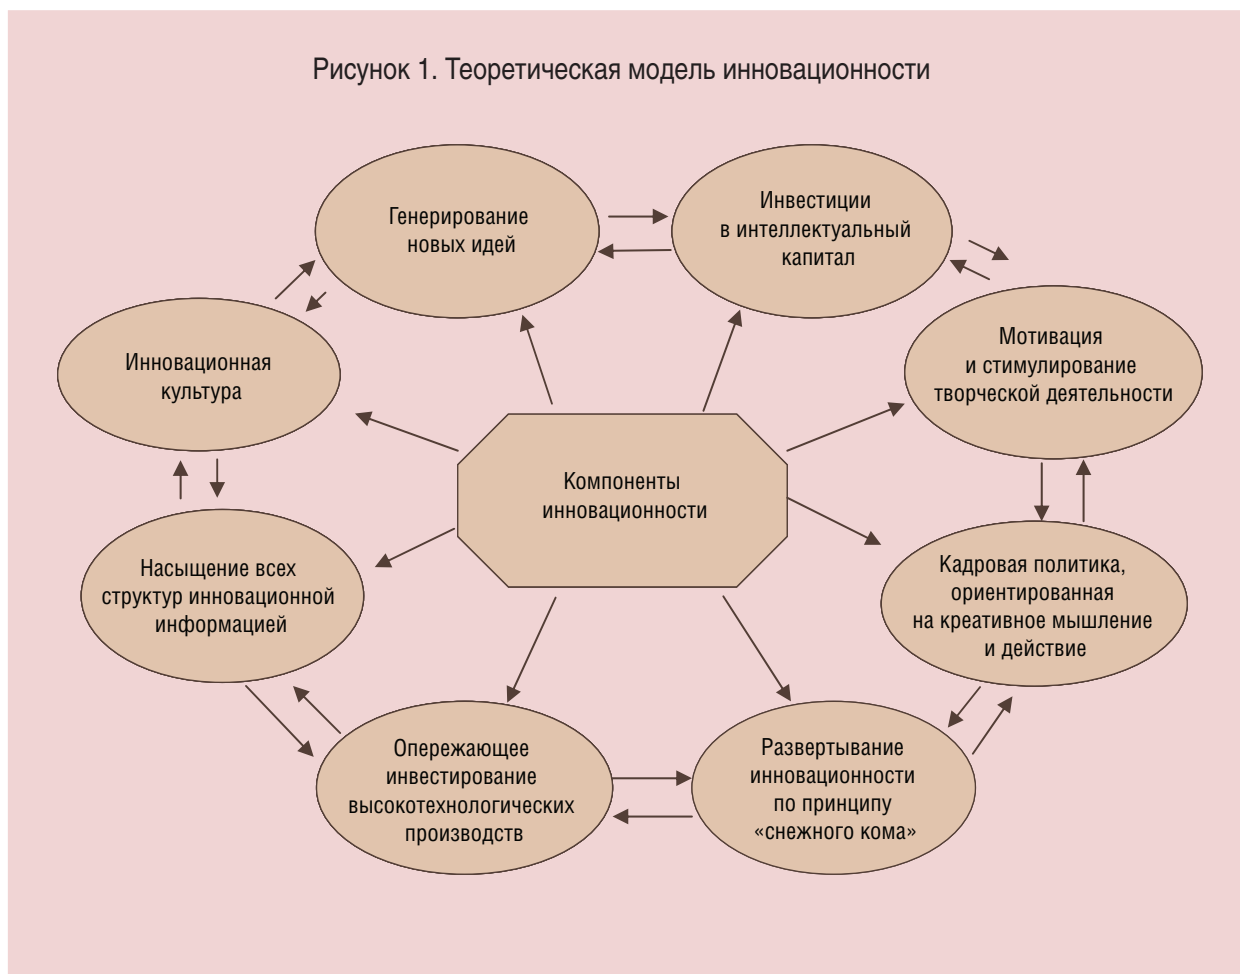 Рисунок 1. Теоретическая модель инновационности
Генерирование
новых идей
Инвестиции
в интеллектуальный
капитал
Инновационная
культура
Мотивация
и стимулирование
творческой деятельности
Компоненты
инновационности
Насыщение всех
структур инновационной
информацией
Кадровая политика,
ориентированная
на креативное мышление
и действие
Опережающее
инвестирование
высокотехнологических
производств
Развертывание
инновационности
по принципу
«снежного кома»